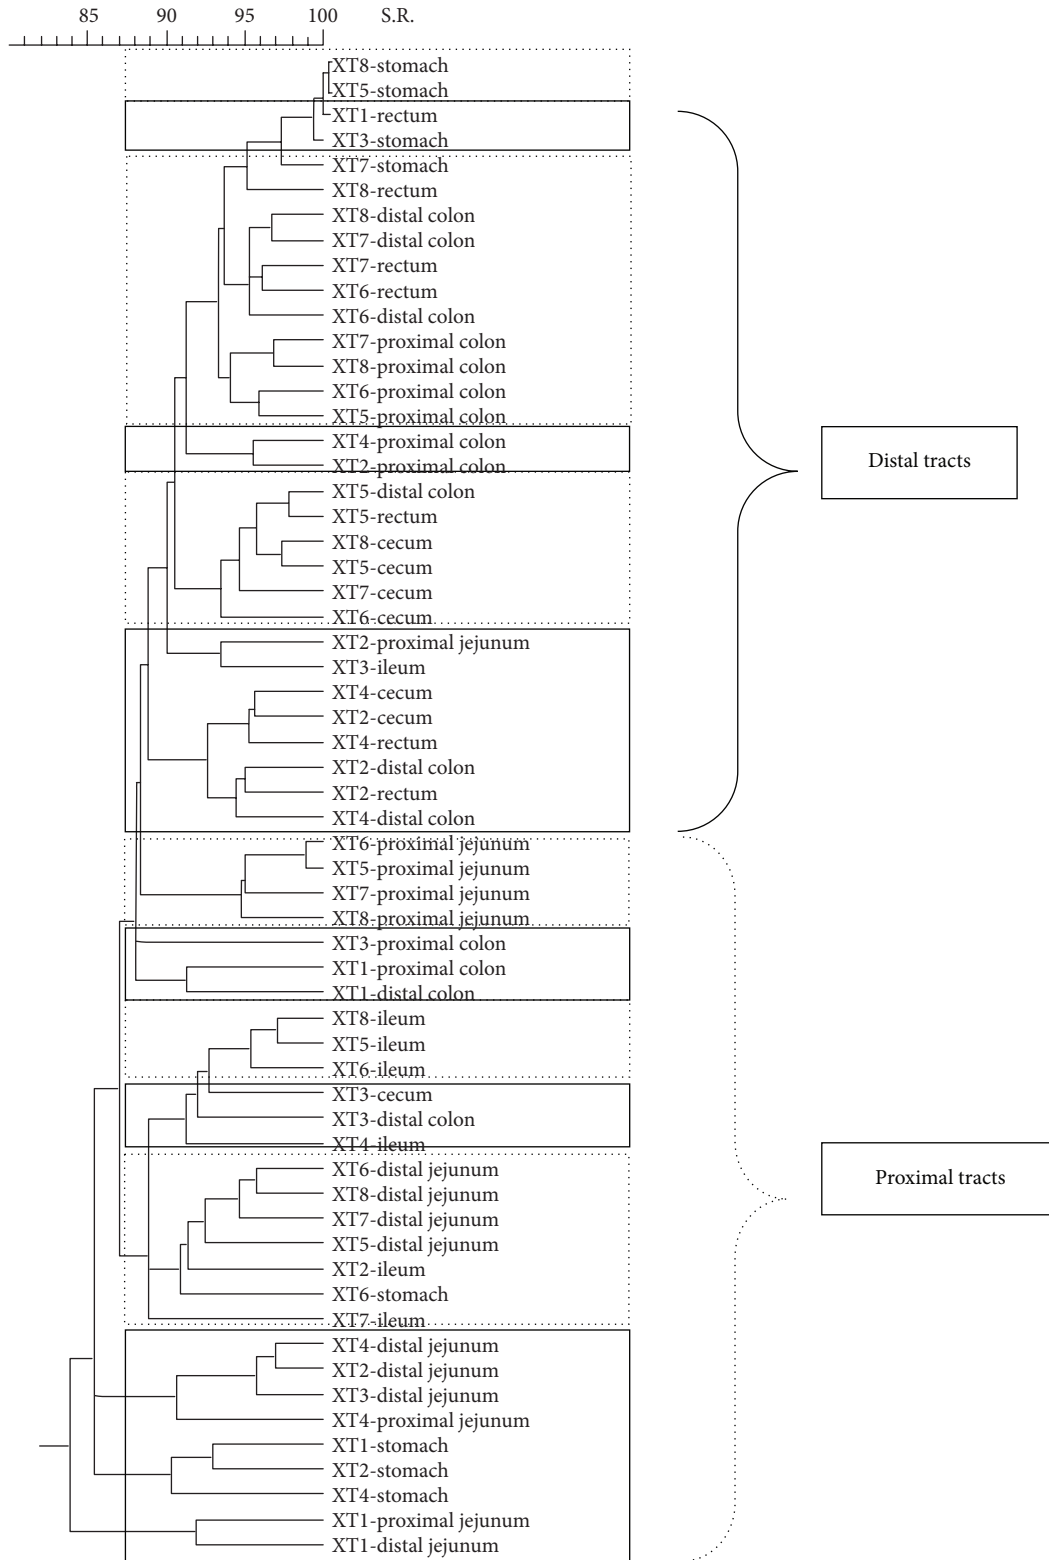 85 90 95 100 S.R.
XT8-stomach
XT5-stomach
XT1-rectum
XT3-stomach
XT7-stomach
XT8-rectum
XT8-distal colon
XT7-distal colon
XT7-rectum
XT6-rectum
XT6-distal colon
XT7-proximal colon
XT8-proximal colon
XT6-proximal colon
XT5-proximal colon
XT4-proximal colon
XT2-proximal colon
Distal tracts
XT5-distal colon
XT5-rectum
XT8-cecum
XT5-cecum
XT7-cecum
XT6-cecum
XT2-proximal jejunum
XT3-ileum
XT4-cecum
XT2-cecum
XT4-rectum
XT2-distal colon
XT2-rectum
XT4-distal colon
XT6-proximal jejunum
XT5-proximal jejunum
XT7-proximal jejunum
XT8-proximal jejunum
XT3-proximal colon
XT1-proximal colon
XT1-distal colon
XT8-ileum
XT5-ileum
XT6-ileum
XT3-cecum
XT3-distal colon
XT4-ileum
XT6-distal jejunum
Proximal tracts
XT8-distal jejunum
XT7-distal jejunum
XT5-distal jejunum
XT2-ileum
XT6-stomach
XT7-ileum
XT4-distal jejunum
XT2-distal jejunum
XT3-distal jejunum
XT4-proximal jejunum
XT1-stomach
XT2-stomach
XT4-stomach
XT1-proximal jejunum
XT1-distal jejunum